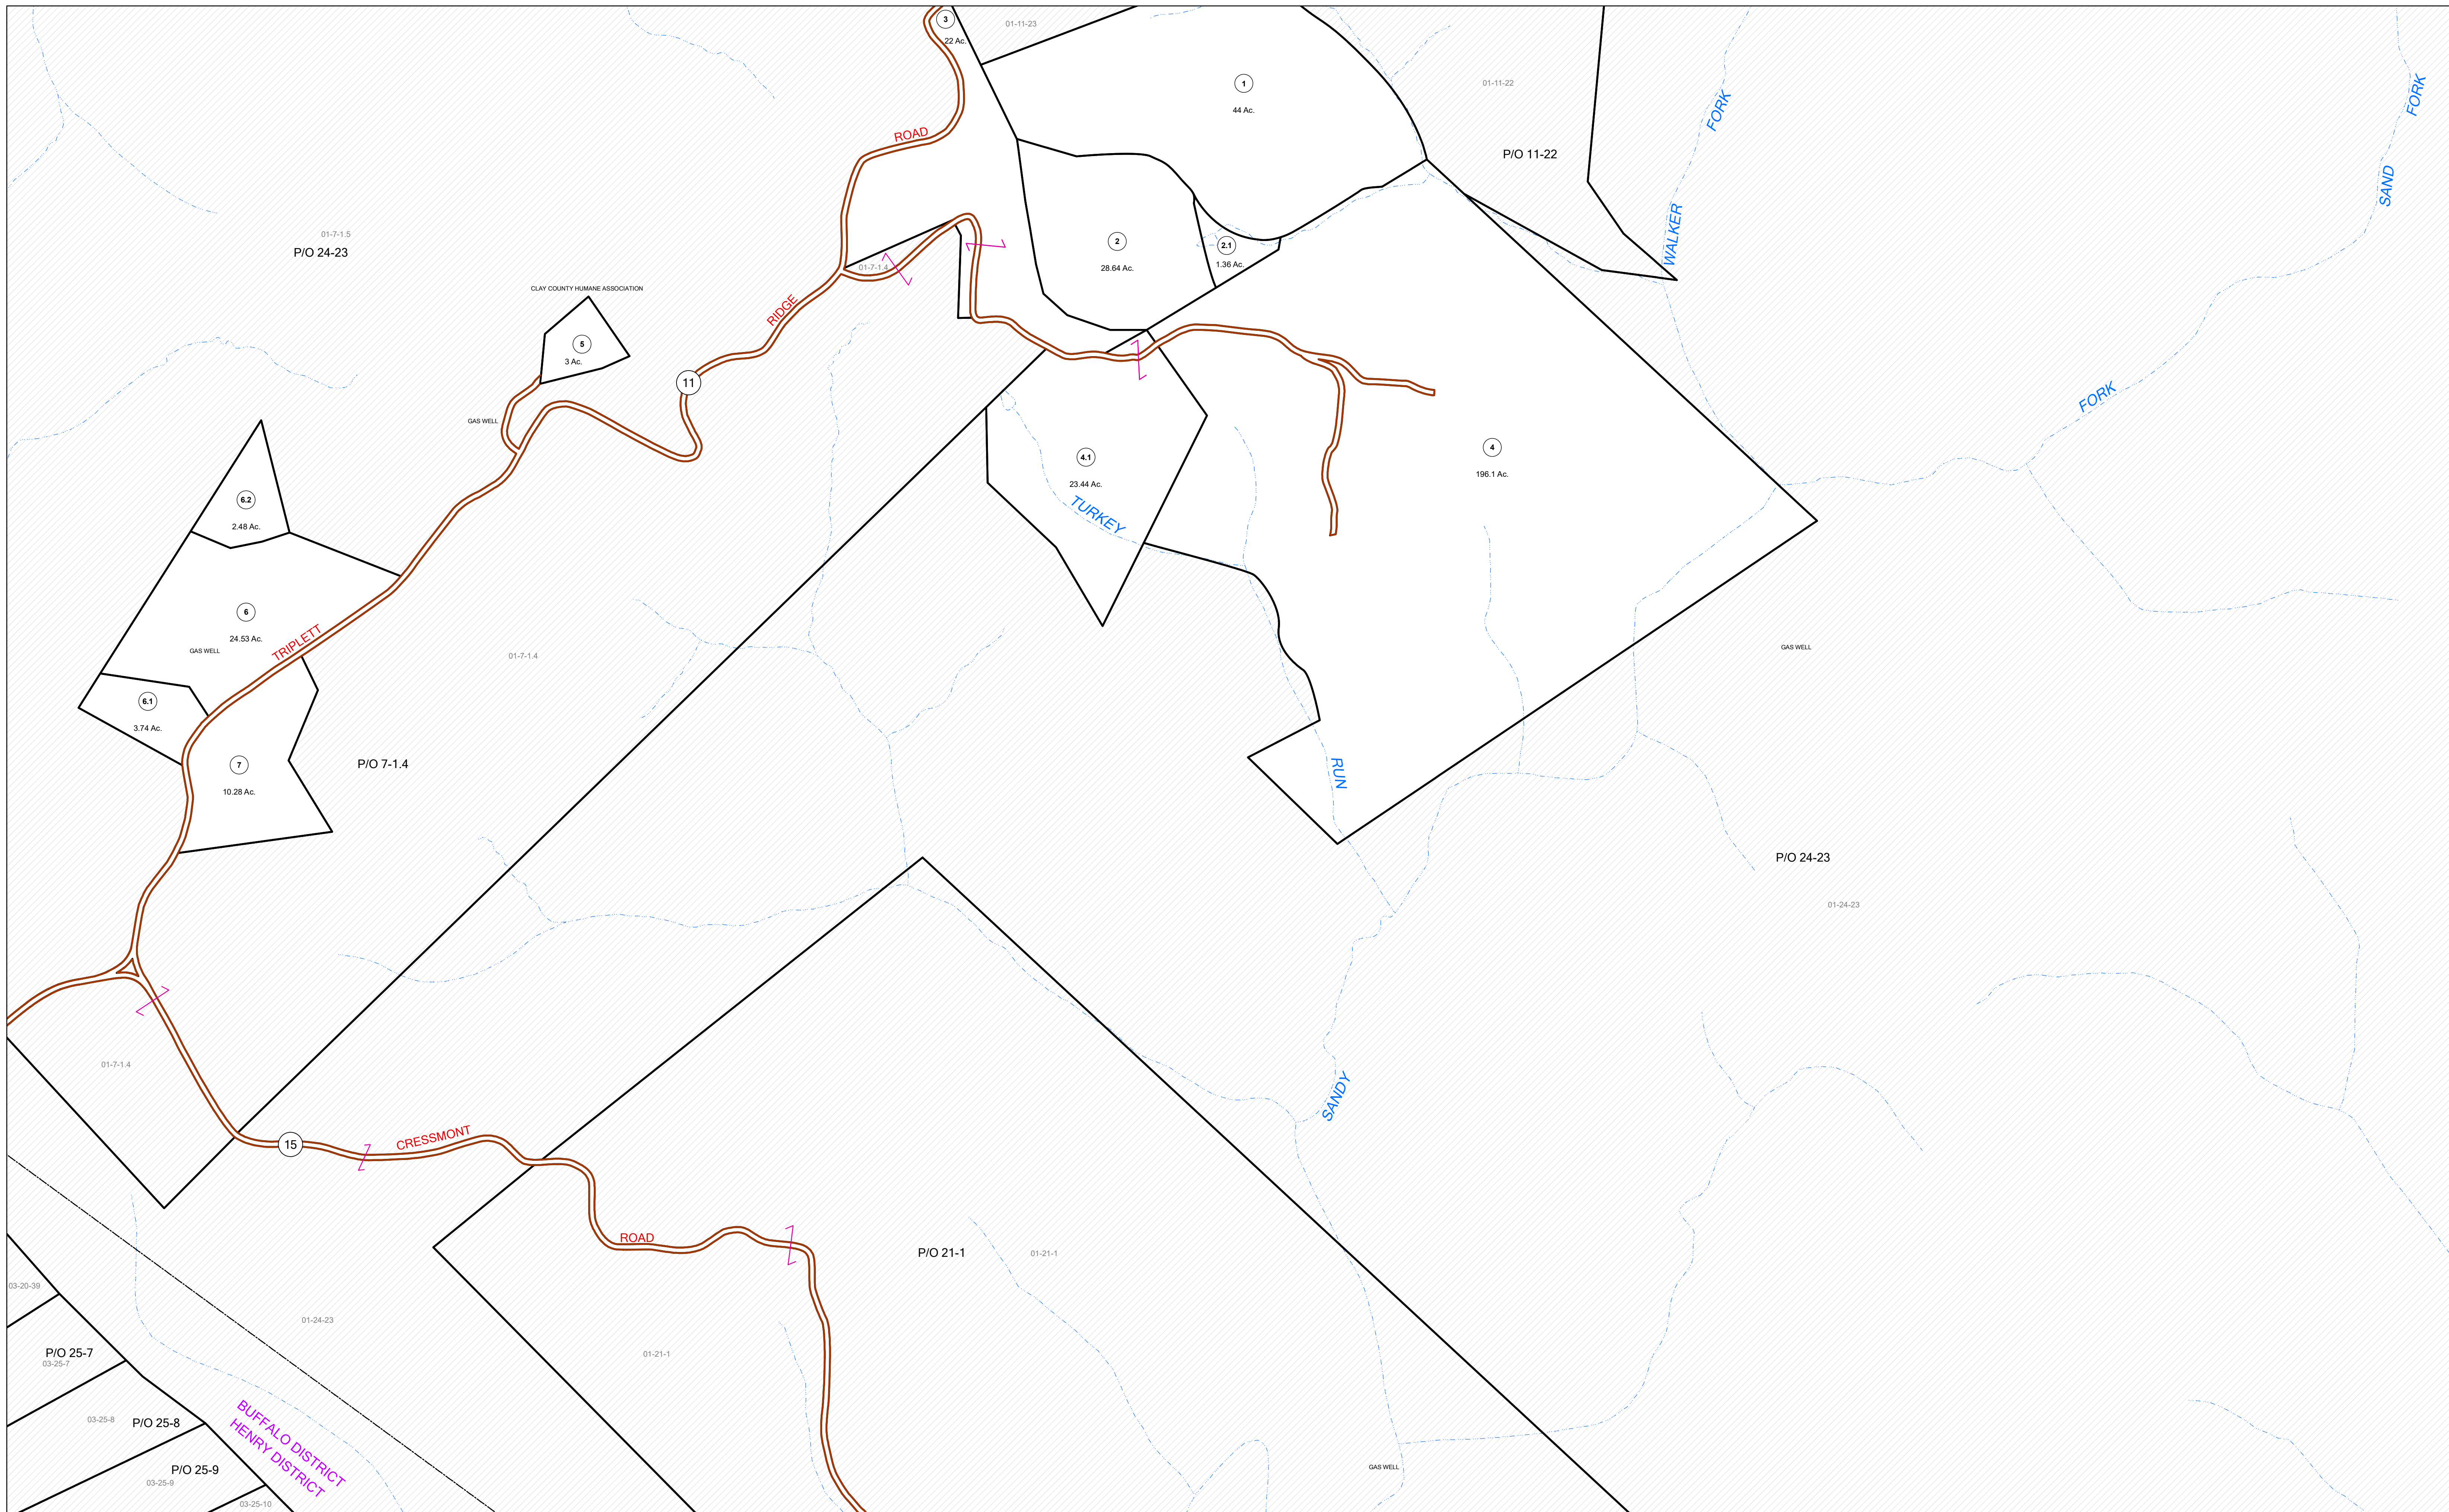 3
22 Ac.
01-11-23
1
44 Ac.
01-11-22
P/O 11-22
FORK
FORK
SAND
WALKER
ROAD
01-7-1.5
P/O 24-23
2
28.64 Ac.
2.1
1.36 Ac.
01-7-1.4
CLAY COUNTY HUMANE ASSOCIATION
RIDGE
5
3 Ac.
11
GAS WELL
FORK
4.1
23.44 Ac.
4
196.1 Ac.
TURKEY
6.2
2.48 Ac.
6
24.53 Ac.
GAS WELL
TRIPLETT
01-7-1.4
GAS WELL
6.1
3.74 Ac.
7
10.28 Ac.
P/O 7-1.4
RUN
P/O 24-23
01-24-23
01-7-1.4
SANDY
15
CRESSMONT
ROAD
P/O 21-1
01-21-1
03-20-39
01-24-23
P/O 25-7
03-25-7
01-21-1
03-25-8
P/O 25-8
BUFFALO DISTRICT
HENRY DISTRICT
P/O 25-9
03-25-9
03-25-10
GAS WELL